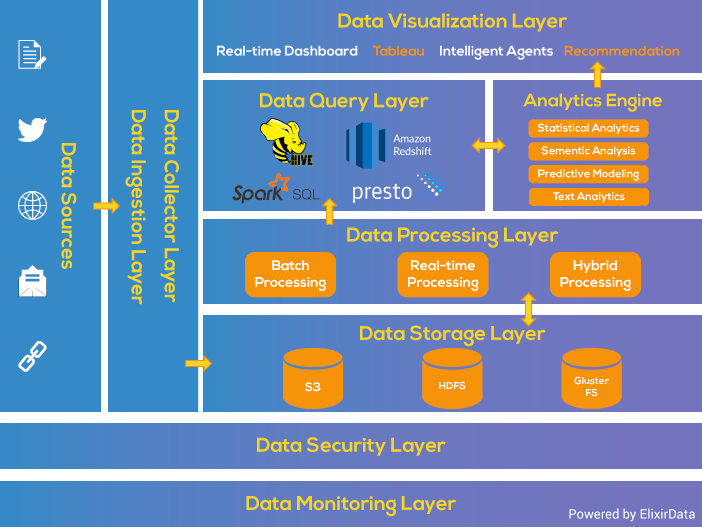 Data Sources
Data Ingestion Layer
Data Collector Layer
Data Visualization Layer
Real-time Dashboard Tableau Intelligent Agents Recommendation
Data Query Layer
HIVE
Amazon
Redshift
Spark SQL
presto
Analytics Engine
Statistical Analytics
Sementic Analysis
Predictive Modeling
Text Analytics
Data Processing Layer
Batch
Processing
Real-time
Processing
Hybrid
Processing
Data Storage Layer
S3
HDFS
Gluster
FS
Data Security Layer
Data Monitoring Layer
Powered by ElixirData